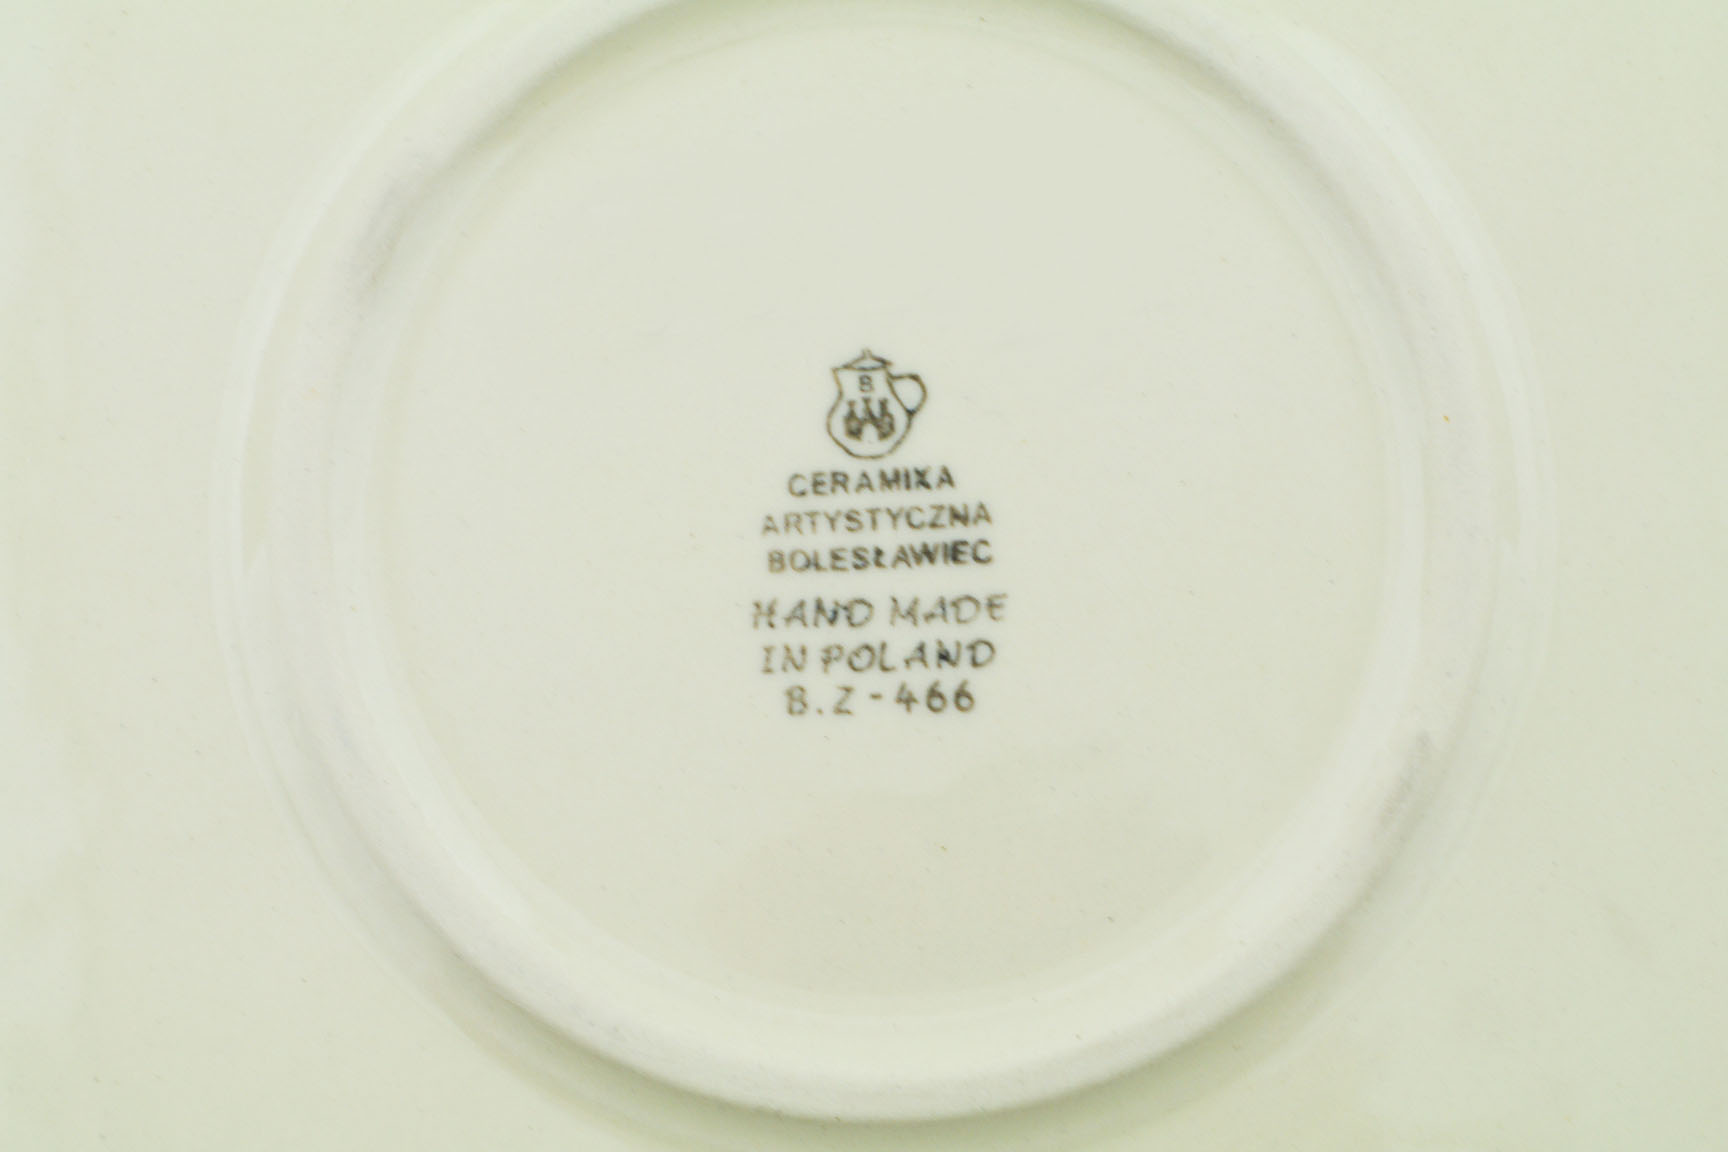 B
CERAMIKA
ARTYSTYCZNA
BOLESŁAWIEC
HAND MADE
IN POLAND
B.Z-466